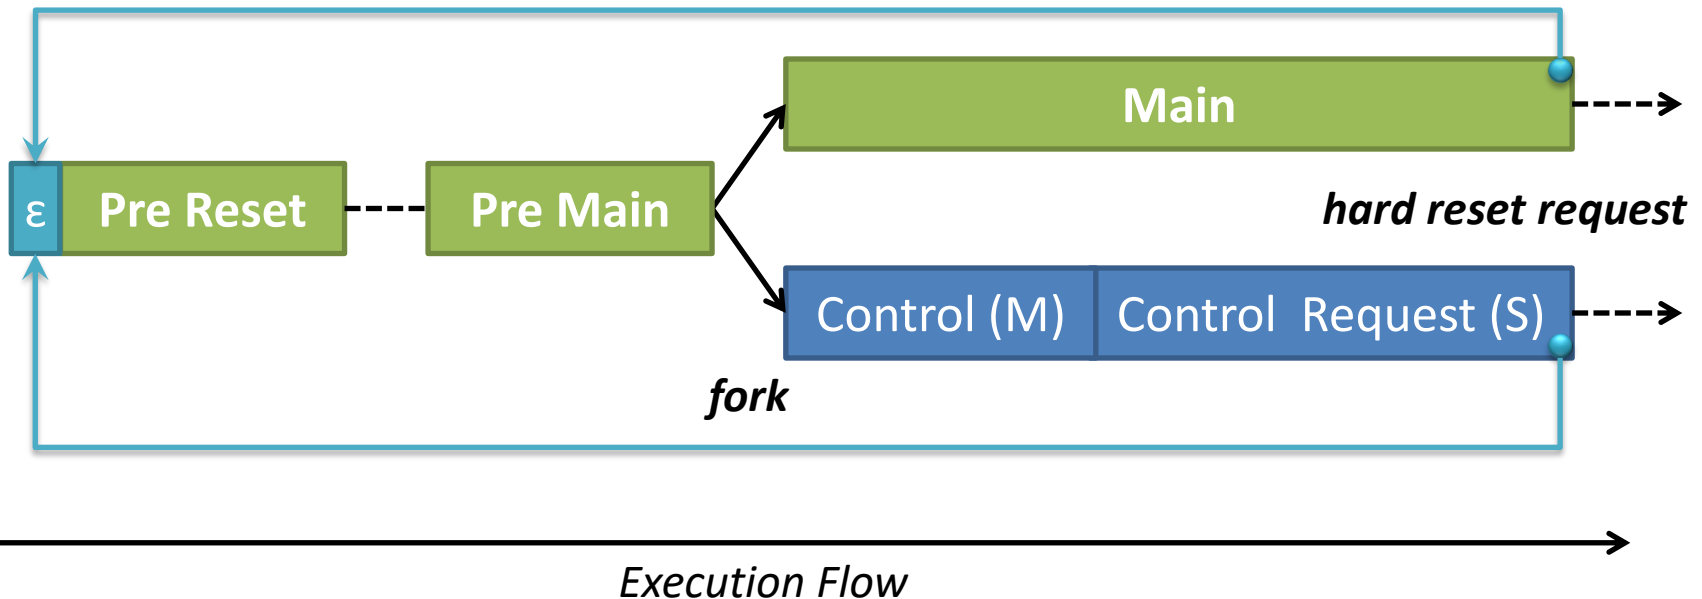 Main
ε
Pre Reset
Pre Main
hard reset request
Control (M)
Control Request (S)
fork
Execution Flow